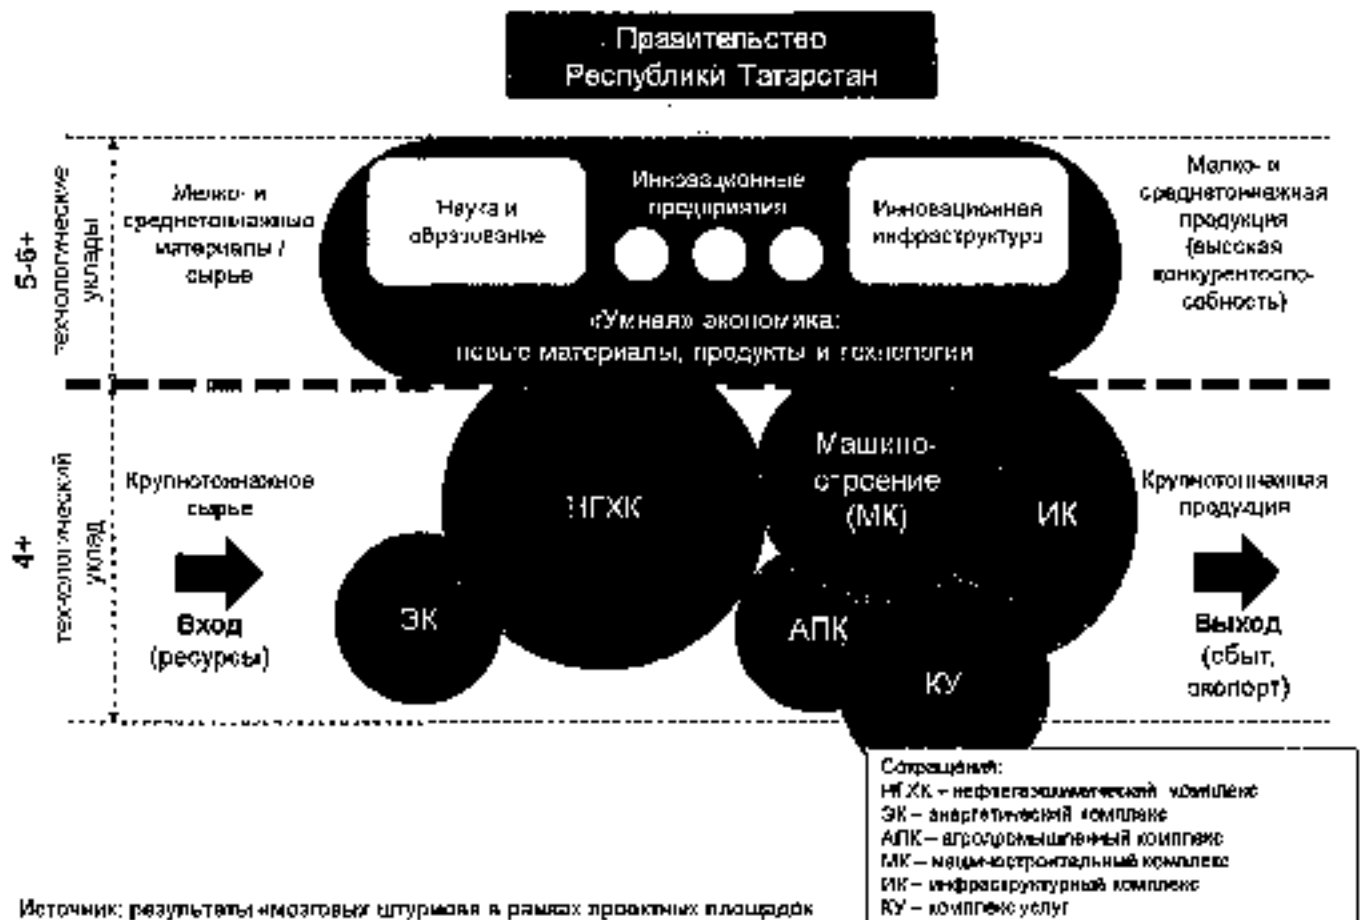 Правительство
Республики Татарстан
5-6+
технологические
уклады
Мелко- и
среднетоннажные
материалы /
сырье
Наука и
образование
Инновационные
предприятия
Инновационная
инфраструктура
«Умная» экономика:
новые материалы, продукты и технологии
Мелко- и
среднетоннажная
продукция
(высокая
конкурентоспо-
собность)
4+
технологический
уклад
Крупнотоннажное
сырье
Вход
(ресурсы)
ЭК
НГХК
Машино-
строение
(МК)
ИК
АПК
КУ
Крупнотоннажная
продукция
Выход
(сбыт,
экспорт)
Сокращения:
НГХК – нефтегазохимический комплекс
ЭК – энергетический комплекс
АПК – агропромышленный комплекс
МК – машиностроительный комплекс
ИК – инфраструктурный комплекс
КУ – комплекс услуг
Источник: результаты «мозговых штурмов» в рамках проектных площадок